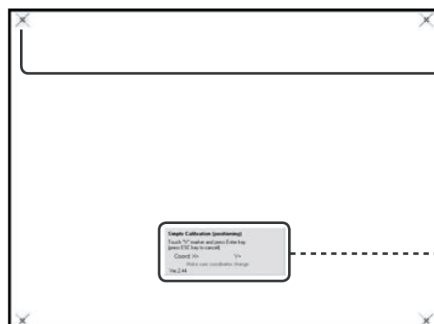 Simple Calibration (positioning)
Touch "X" marker and press Enter key
(press ESC key to cancel)
Coord: X= Y=
Make sure coordinates change
Ver.2.44